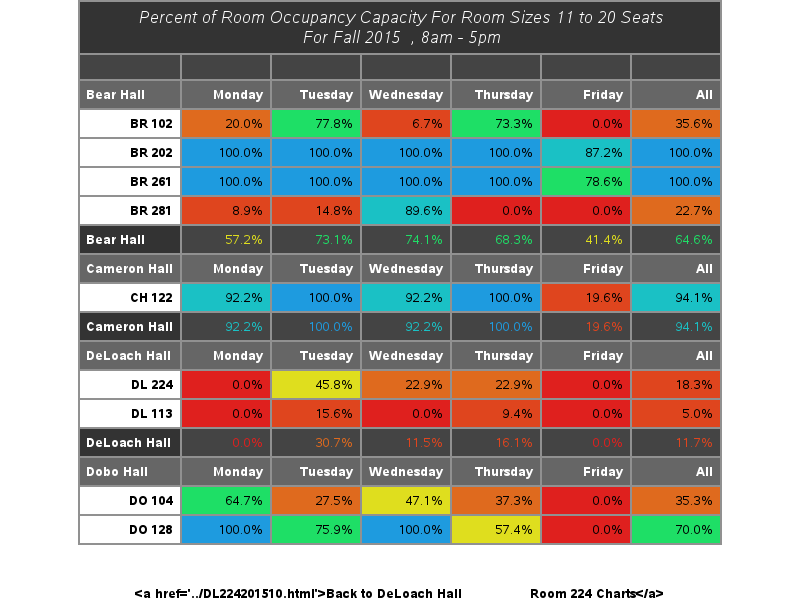 Percent of Room Occupancy Capacity For Room Sizes 11 to 20 Seats
For Fall 2015 , 8am - 5pm
Bear Hall Monday Tuesday Wednesday Thursday Friday All
BR 102 20.0% 77.8% 6.7% 73.3% 0.0% 35.6%
BR 202 100.0% 100.0% 100.0% 100.0% 87.2% 100.0%
BR 261 100.0% 100.0% 100.0% 100.0% 78.6% 100.0%
BR 281 8.9% 14.8% 89.6% 0.0% 0.0% 22.7%
Bear Hall 57.2% 73.1% 74.1% 68.3% 41.4% 64.6%
Cameron Hall Monday Tuesday Wednesday Thursday Friday All
CH 122 92.2% 100.0% 92.2% 100.0% 19.6% 94.1%
Cameron Hall 92.2% 100.0% 92.2% 100.0% 19.6% 94.1%
DeLoach Hall Monday Tuesday Wednesday Thursday Friday All
DL 224 0.0% 45.8% 22.9% 22.9% 0.0% 18.3%
DL 113 0.0% 15.6% 0.0% 9.4% 0.0% 5.0%
DeLoach Hall 0.0% 30.7% 11.5% 16.1% 0.0% 11.7%
Dobo Hall Monday Tuesday Wednesday Thursday Friday All
DO 104 64.7% 27.5% 47.1% 37.3% 0.0% 35.3%
DO 128 100.0% 75.9% 100.0% 57.4% 0.0% 70.0%
<a href='../DL224201510.html'>Back to DeLoach Hall Room 224 Charts</a>